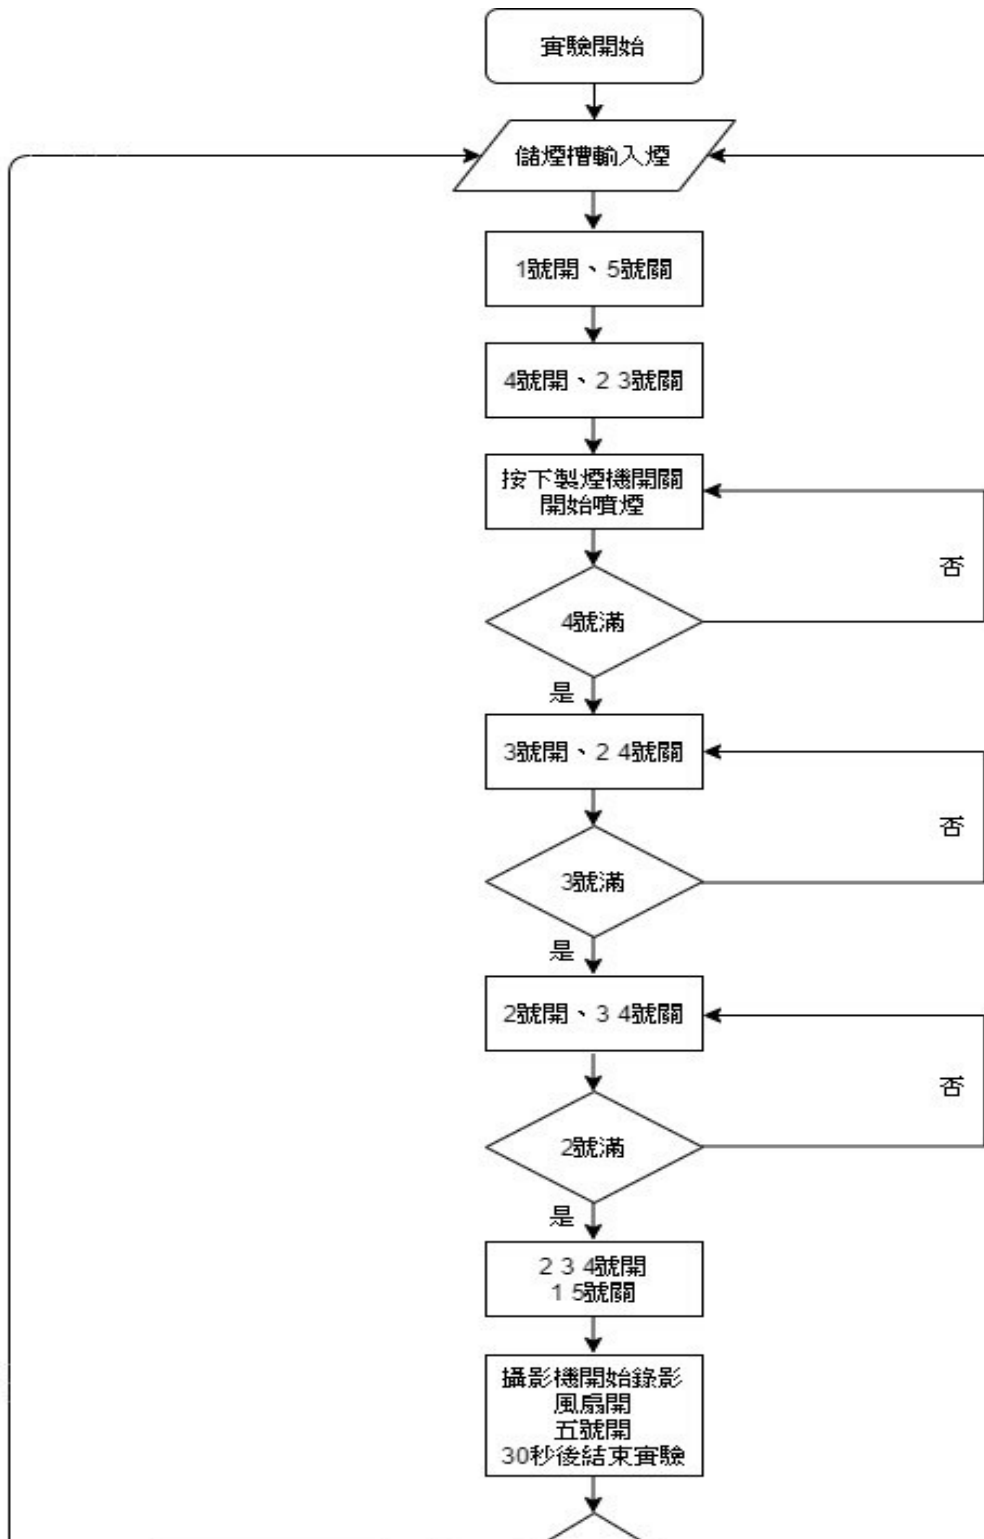 實驗開始
儲煙槽輸入煙
1號開、5號關
4號開、2 3號關
按下製煙機開關
開始噴煙
否
4號滿
是
3號開、2 4號關
否
3號滿
是
2號開、3 4號關
否
2號滿
是
2 3 4號開
1 5號關
攝影機開始錄影
風扇開
五號開
30秒後結束實驗